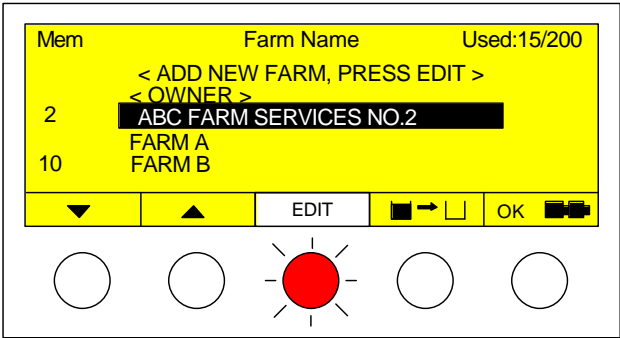 Mem Farm Name Used:15/200
< ADD NEW FARM, PRESS EDIT >
< OWNER >
2 ABC FARM SERVICES NO.2
FARM A
10 FARM B
EDIT OK